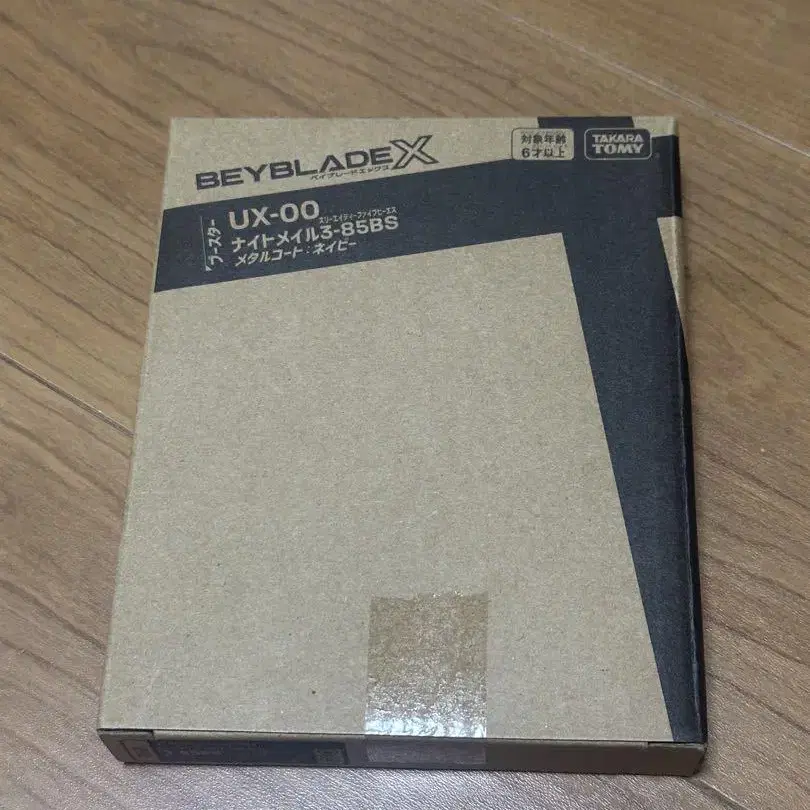 BEYBLADE X
ベイブレードエックス
対象年齢
6才以上
TAKARA
TOMY
ブースター
UX-00
スリーエイティーファイブビーエス
ナイトメイル3-85BS
メタルコート：ネイビー